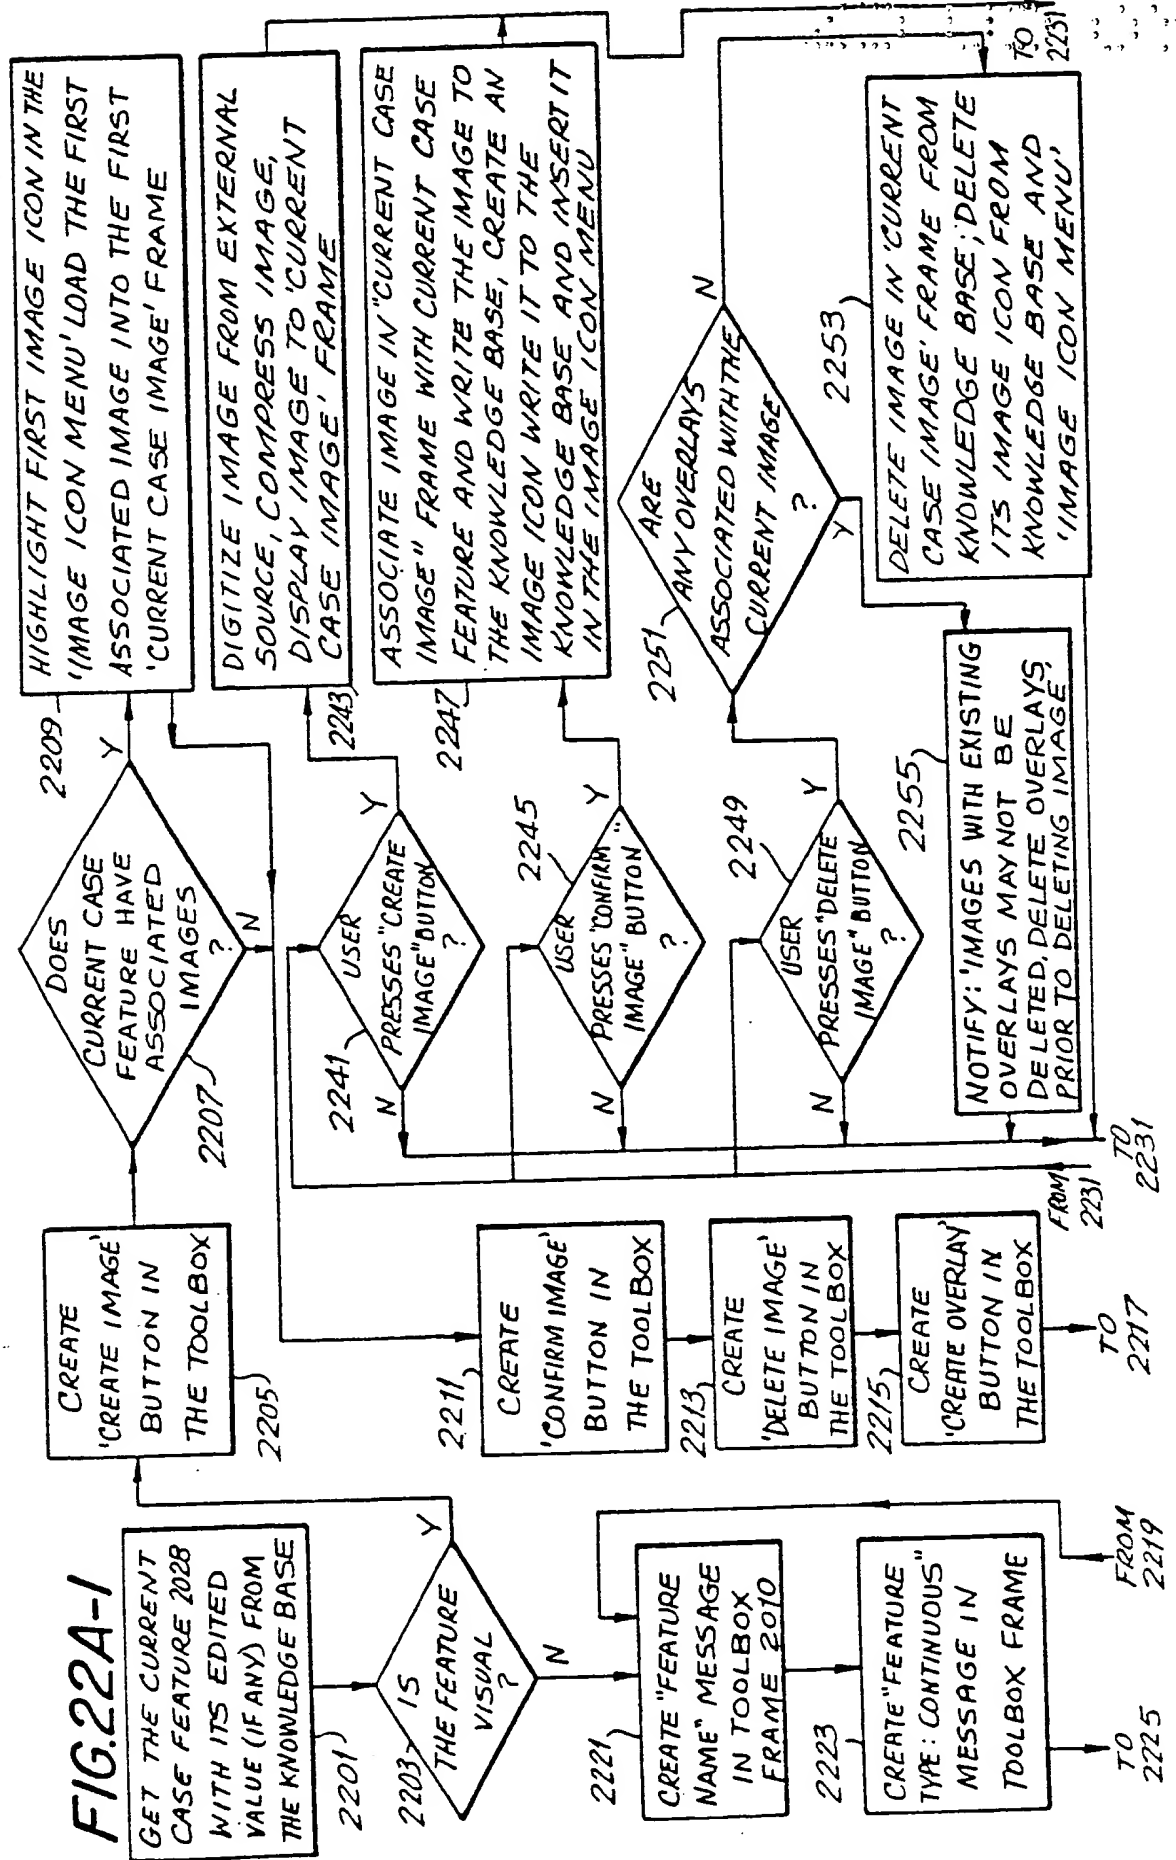 FIG.22A-1
GET THE CURRENT
CASE FEATURE 2028
WITH ITS EDITED
VALUE (IF ANY) FROM
THE KNOWLEDGE BASE
2201
2203
IS
THE FEATURE
VISUAL
?
Y
N
CREATE
'CREATE IMAGE'
BUTTON IN
THE TOOLBOX
2205
DOES
CURRENT CASE
FEATURE HAVE
ASSOCIATED
IMAGES
?
2207
Y
N
2209
HIGHLIGHT FIRST IMAGE ICON IN THE
'IMAGE ICON MENU' LOAD THE FIRST
ASSOCIATED IMAGE INTO THE FIRST
'CURRENT CASE IMAGE' FRAME
2211
CREATE
'CONFIRM IMAGE'
BUTTON IN
THE TOOLBOX
2213
CREATE
'DELETE IMAGE'
BUTTON IN
THE TOOLBOX
2215
CREATE
'CREATE OVERLAY'
BUTTON IN
THE TOOLBOX
TO
2217
2221
CREATE "FEATURE
NAME" MESSAGE
IN TOOLBOX
FRAME 2010
2223
CREATE "FEATURE
TYPE: CONTINUOUS"
MESSAGE IN
TOOLBOX FRAME
TO
2225
FROM
2219
2241
USER
PRESSES "CREATE
IMAGE" BUTTON
?
N
Y
2243
DIGITIZE IMAGE FROM EXTERNAL
SOURCE, COMPRESS IMAGE,
DISPLAY IMAGE TO 'CURRENT
CASE IMAGE' FRAME
2245
USER
PRESSES "CONFIRM
IMAGE" BUTTON
?
N
Y
2247
ASSOCIATE IMAGE IN "CURRENT CASE
IMAGE" FRAME WITH CURRENT CASE
FEATURE AND WRITE THE IMAGE TO
THE KNOWLEDGE BASE, CREATE AN
IMAGE ICON WRITE IT TO THE
KNOWLEDGE BASE AND INSERT IT
IN THE IMAGE ICON MENU
2249
USER
PRESSES "DELETE
IMAGE" BUTTON
?
N
Y
2251
ARE
ANY OVERLAYS
ASSOCIATED WITH THE
CURRENT IMAGE
?
Y
N
2253
DELETE IMAGE IN 'CURRENT
CASE IMAGE' FRAME FROM
KNOWLEDGE BASE; DELETE
ITS IMAGE ICON FROM
KNOWLEDGE BASE AND
'IMAGE ICON MENU'
2255
NOTIFY: 'IMAGES WITH EXISTING
OVERLAYS MAY NOT BE
DELETED, DELETE OVERLAYS,
PRIOR TO DELETING IMAGE'
FROM
2231
TO
2231
TO
2231